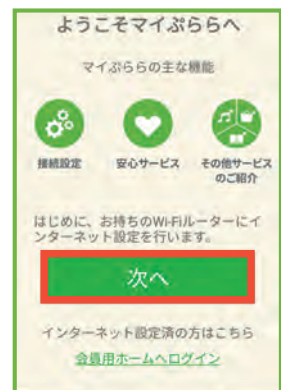 ようこそマイぷららへ
マイぷららの主な機能
接続設定
安心サービス
その他サービス
のご紹介
はじめに、お持ちのWi-Fiルーターにイ
ンターネット設定を行います。
次へ
インターネット設定済の方はこちら
会員用ホームへログイン